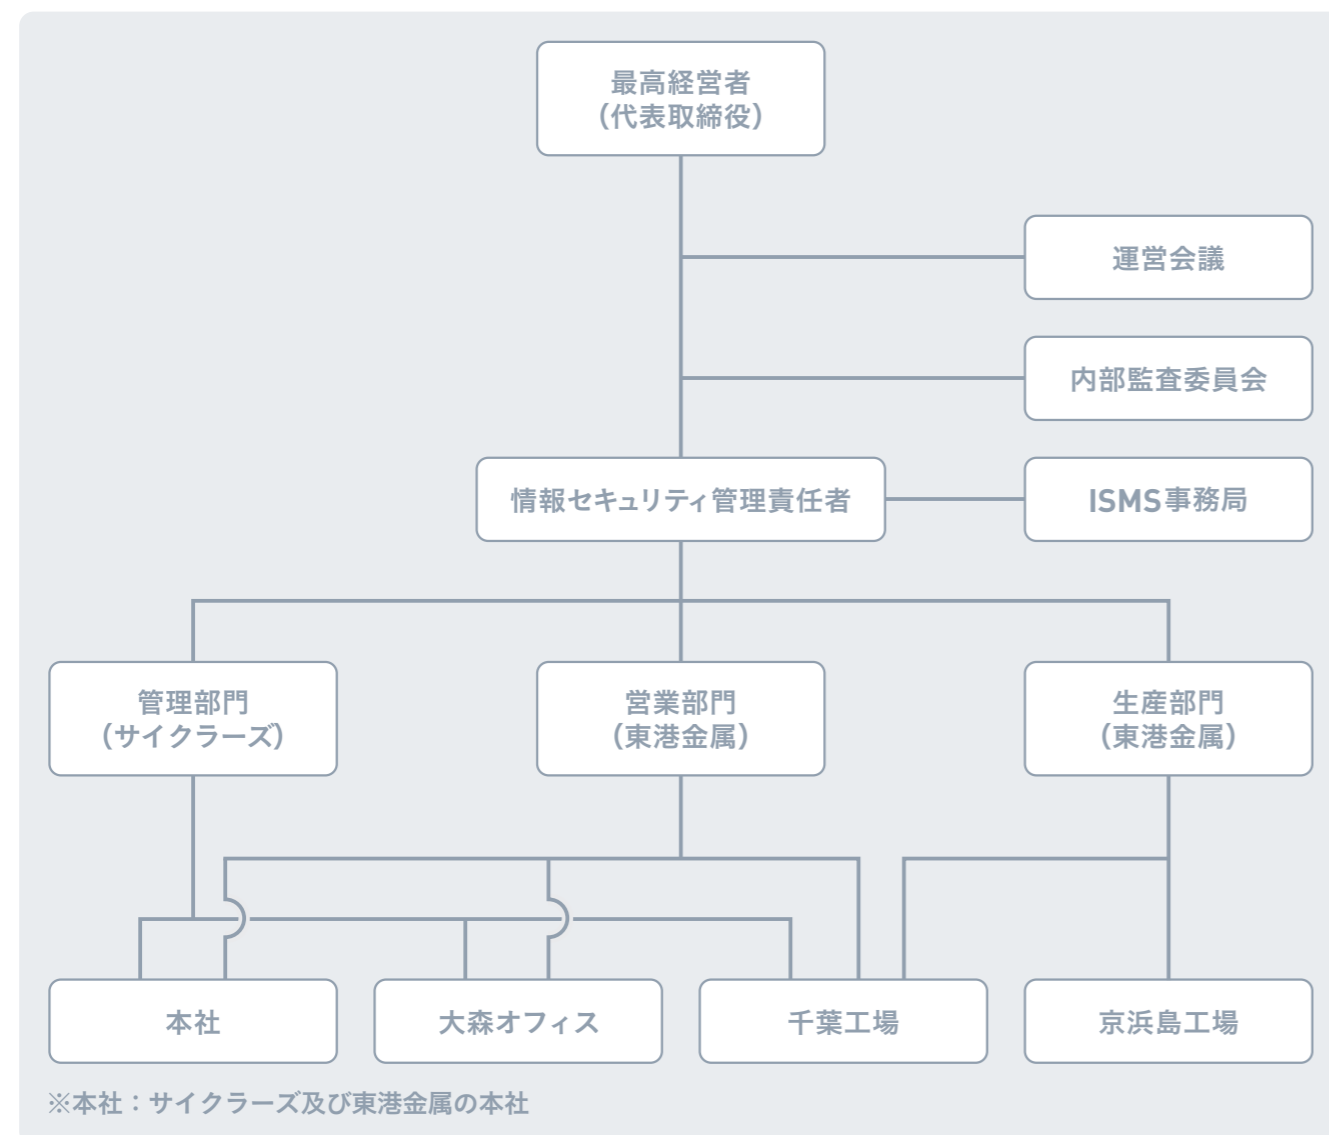 最高経営者
(代表取締役)
運営会議
内部監査委員会
情報セキュリティ管理責任者
ISMS事務局
管理部門
(サイクラーズ)
営業部門
(東港金属)
生産部門
(東港金属)
本社
大森オフィス
千葉工場
京浜島工場
※本社：サイクラーズ及び東港金属の本社